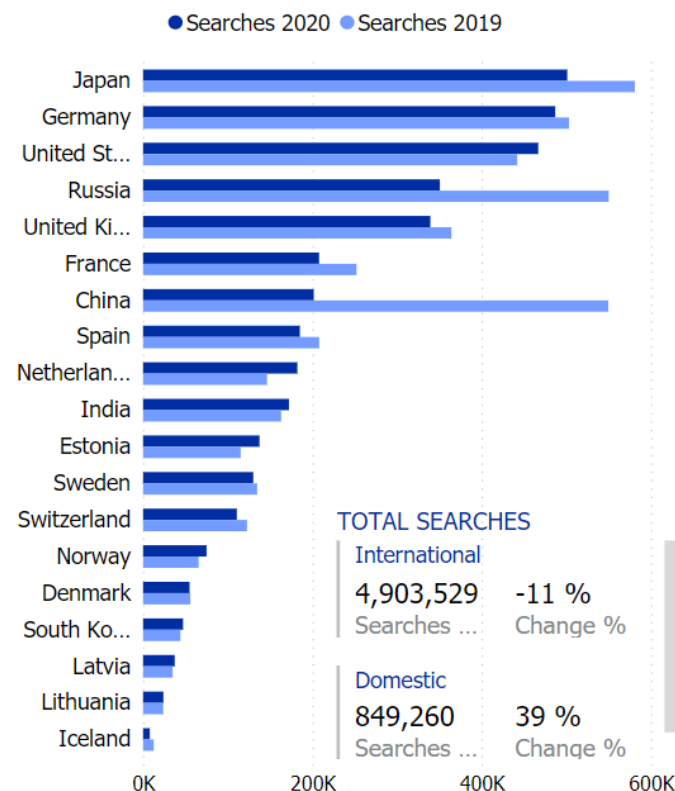 Searches 2020 Searches 2019
Japan
Germany
United St...
Russia
United Ki...
France
China
Spain
Netherlan...
India
Estonia
Sweden
Switzerland
Norway
Denmark
South Ko...
Latvia
Lithuania
Iceland
TOTAL SEARCHES
International
4,903,529 -11 %
Searches ... Change %
Domestic
849,260 39 %
Searches ... Change %
0K 200K 400K 600K